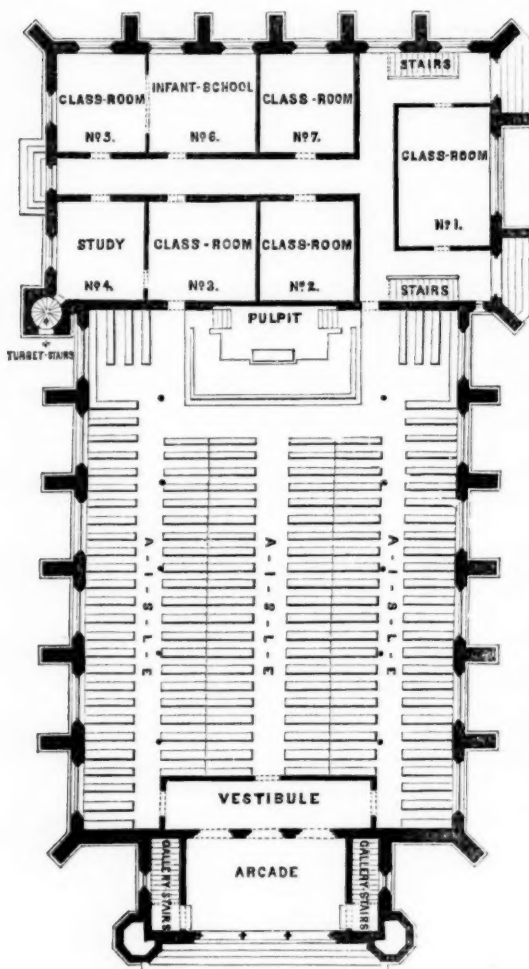 STAIRS
CLASS-ROOM
Nº5.
INFANT-SCHOOL
Nº6.
CLASS-ROOM
Nº7.
CLASS-ROOM
Nº1.
STUDY
Nº4.
CLASS-ROOM
Nº3.
CLASS-ROOM
Nº2.
STAIRS
TURRET-STAIRS
PULPIT
A-I-S-L-E
A-I-S-L-E
A-I-S-L-E
VESTIBULE
GALLERY-STAIRS
ARCADE
GALLERY-STAIRS